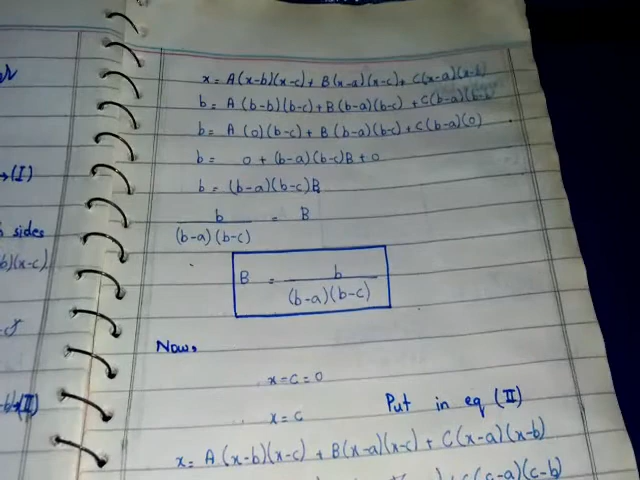 x = A(x-b)(x-c) + B(x-a)(x-c) + C(x-a)(x-b)
b = A(b-b)(b-c) + B(b-a)(b-c) + C(b-a)(b-b)
b = A(0)(b-c) + B(b-a)(b-c) + C(b-a)(0)
b = 0 + (b-a)(b-c)B + 0
b = (b-a)(b-c)B
b/(b-a)(b-c) = B
B = b/(b-a)(b-c)
Now,
x=c=0
x=c Put in eq (II)
x= A(x-b)(x-c) + B(x-a)(x-c) + C(x-a)(x-b)
(c-a)(c-b)
→(I)
sides
b)(x-c)
(II)